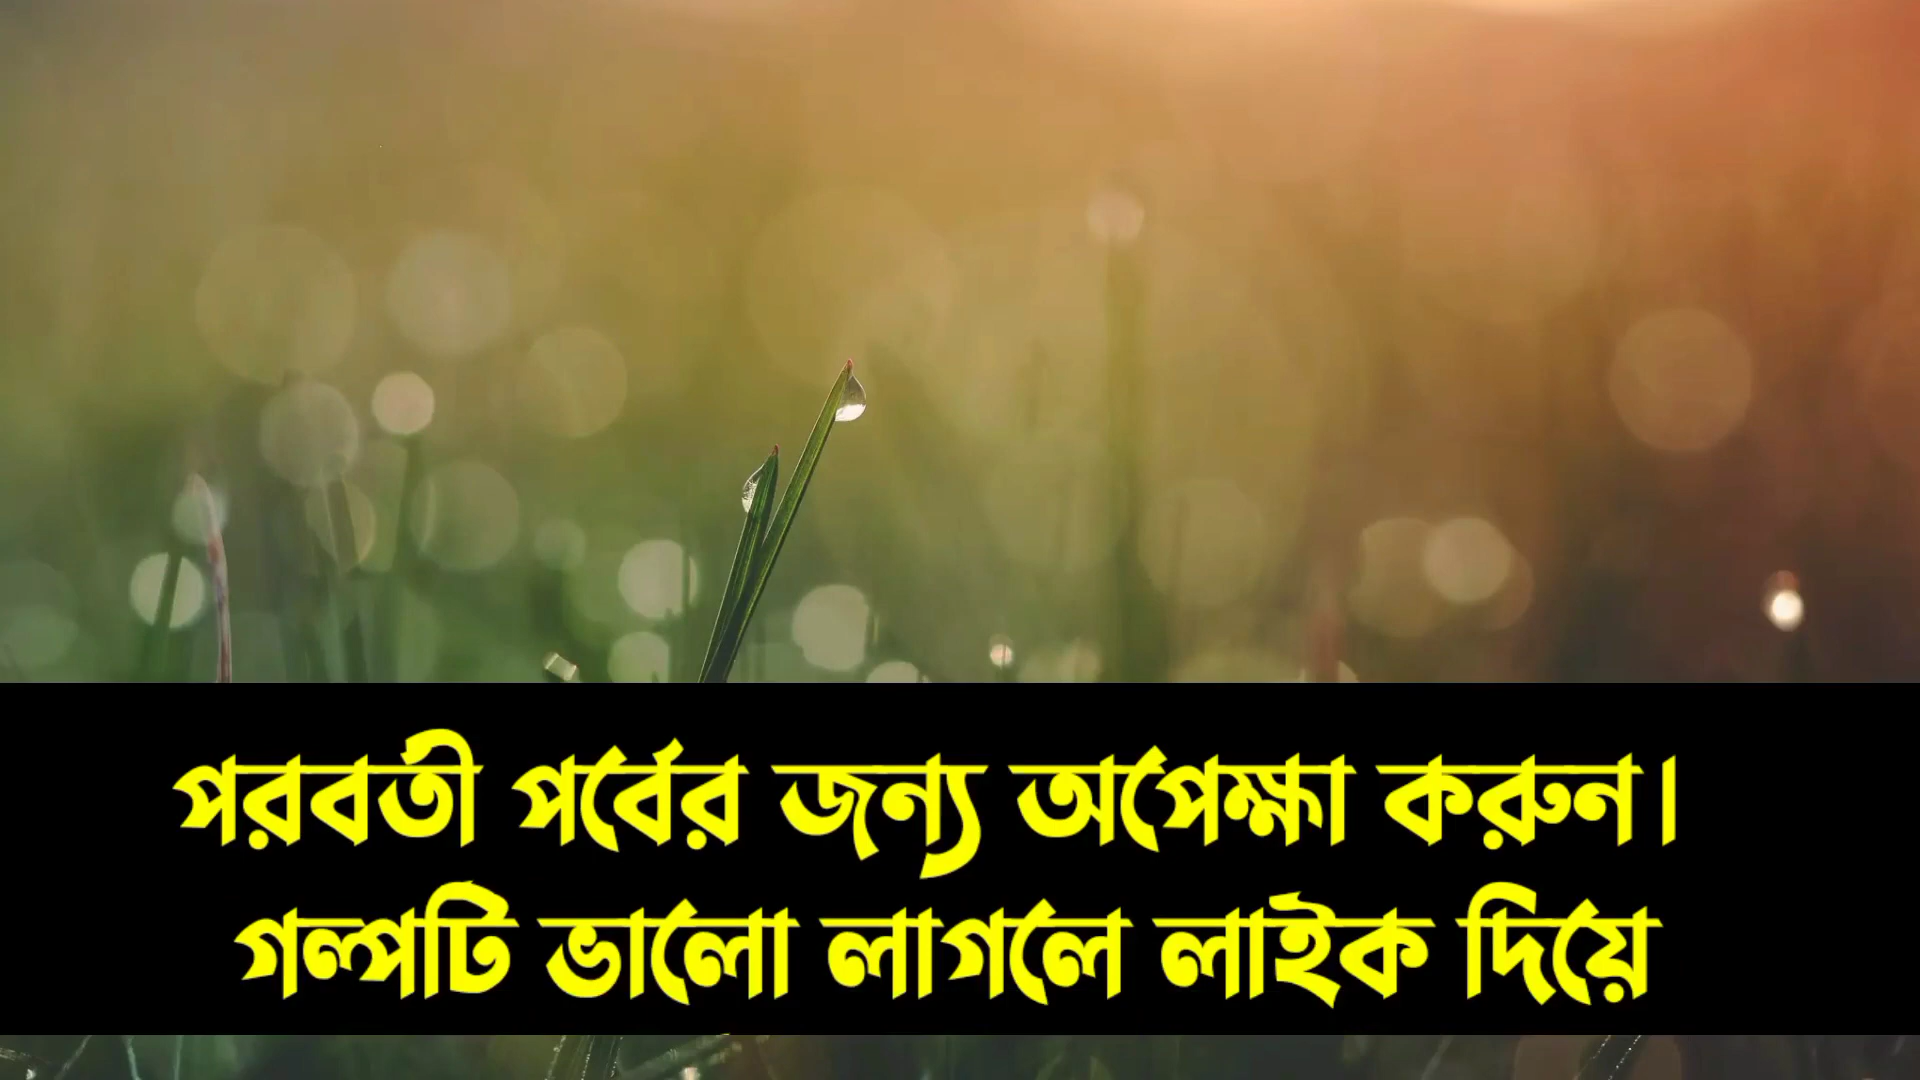 পরবর্তী পর্বের জন্য অপেক্ষা করুন।
গল্পটি ভালো লাগলে লাইক দিয়ে